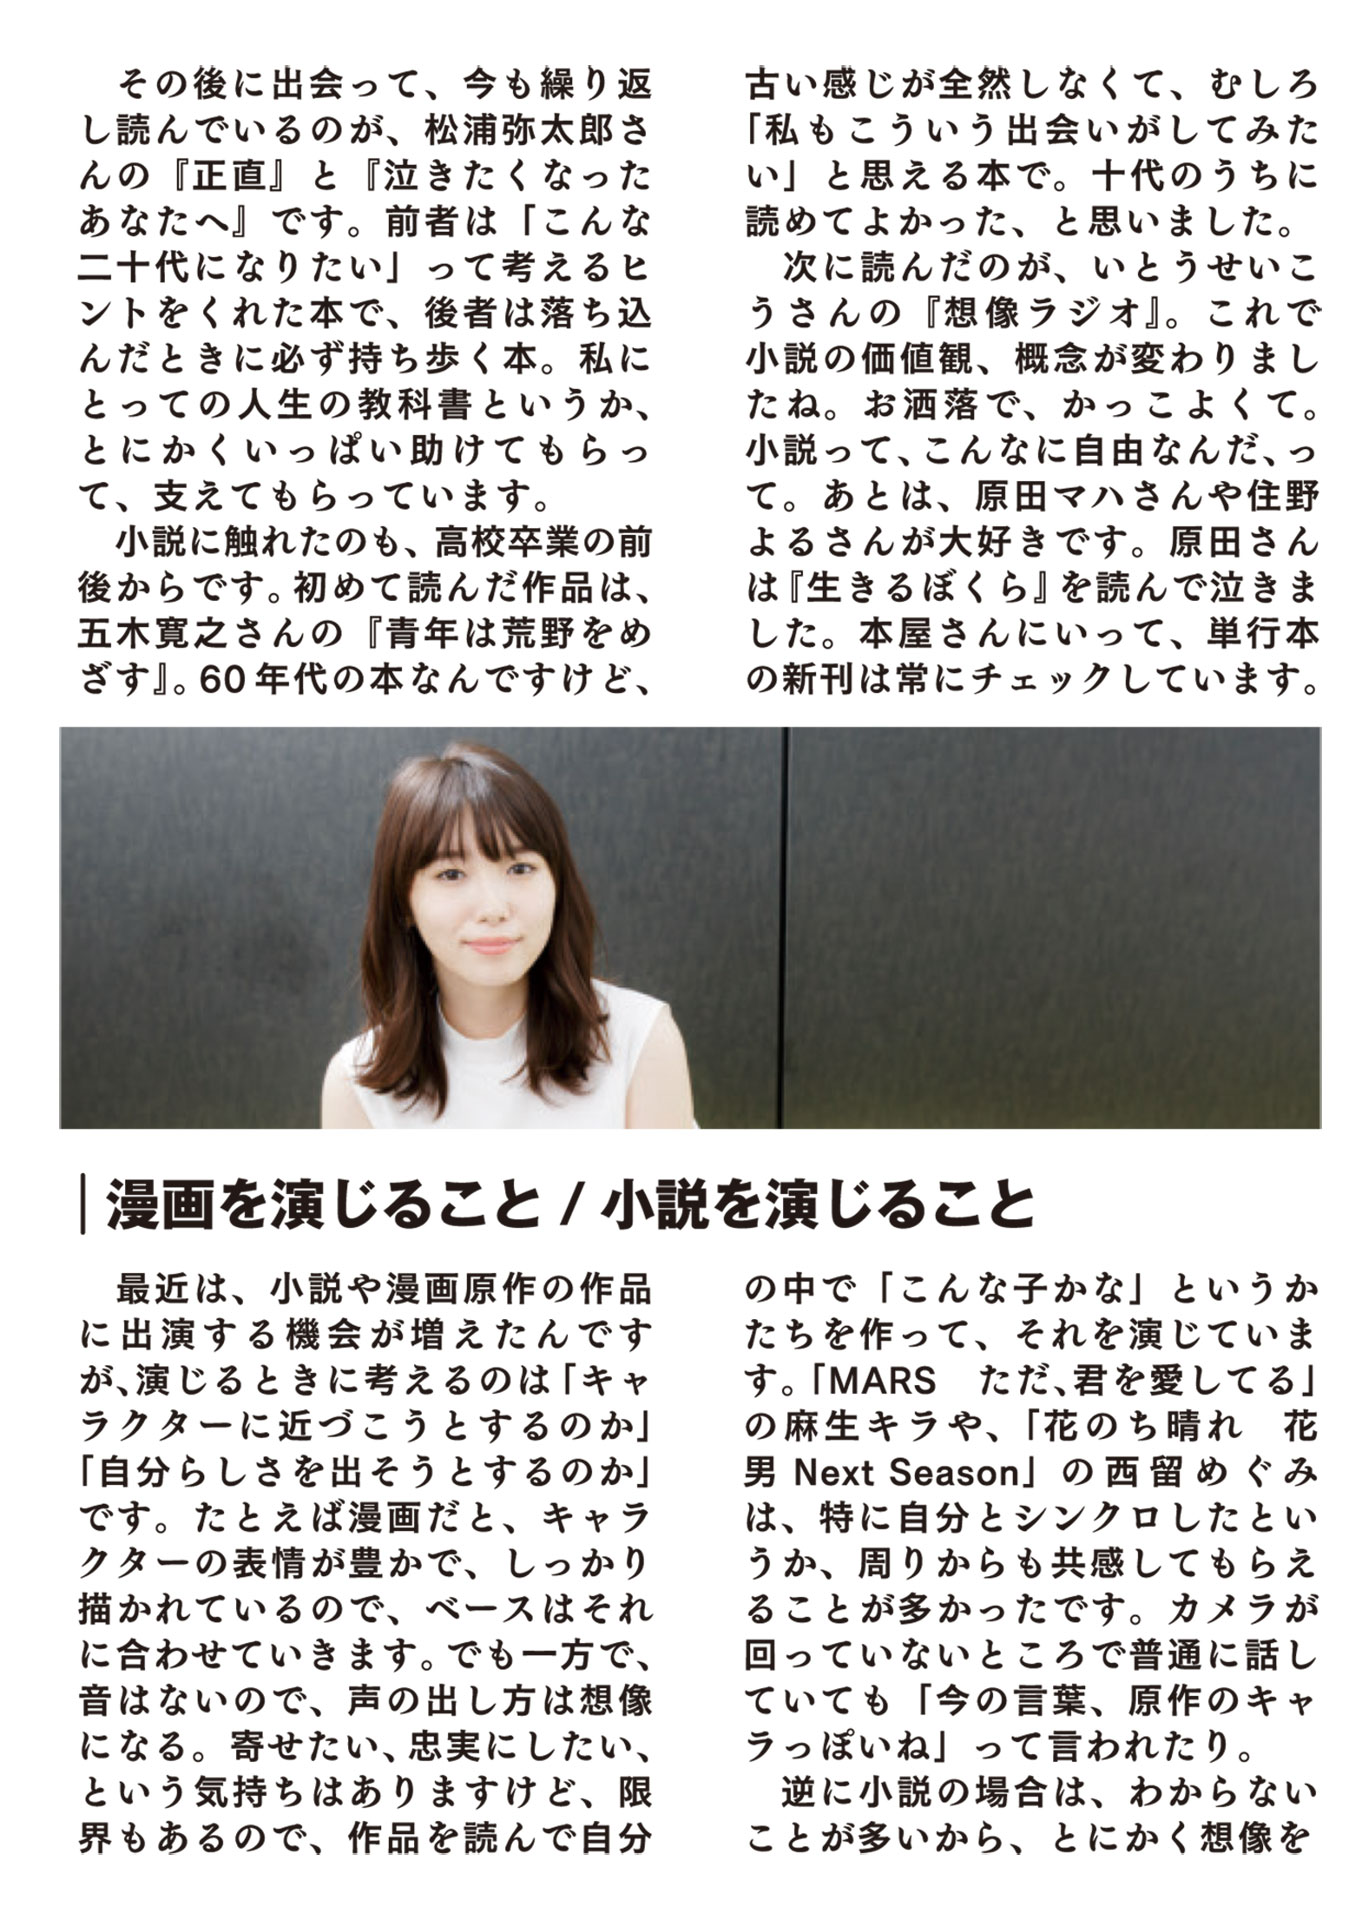 その後に出会って、今も繰り返
し読んでいるのが、松浦弥太郎さ
んの『正直』と『泣きたくなった
あなたへ』です。前者は「こんな
二十代になりたい」って考えるヒ
ントをくれた本で、後者は落ち込
んだときに必ず持ち歩く本。私に
とっての人生の教科書というか、
とにかくいっぱい助けてもらっ
て、支えてもらっています。
小説に触れたのも、高校卒業の前
後からです。初めて読んだ作品は、
五木寛之さんの『青年は荒野をめ
ざす』。60年代の本なんですけど、
古い感じが全然しなくて、むしろ
「私もこういう出会いがしてみた
い」と思える本で。十代のうちに
読めてよかった、と思いました。
次に読んだのが、いとうせいこ
うさんの『想像ラジオ』。これで
小説の価値観、概念が変わりまし
たね。お洒落で、かっこよくて。
小説って、こんなに自由なんだ、っ
て。あとは、原田マハさんや住野
よるさんが大好きです。原田さん
は『生きるぼくら』を読んで泣きま
した。本屋さんにいって、単行本
の新刊は常にチェックしています。
漫画を演じること / 小説を演じること
最近は、小説や漫画原作の作品
に出演する機会が増えたんです
が、演じるときに考えるのは「キャ
ラクターに近づこうとするのか」
「自分らしさを出そうとするのか」
です。たとえば漫画だと、キャラ
クターの表情が豊かで、しっかり
描かれているので、ベースはそれ
に合わせていきます。でも一方で、
音はないので、声の出し方は想像
になる。寄せたい、忠実にしたい、
という気持ちはありますけど、限
界もあるので、作品を読んで自分
の中で「こんな子かな」というか
たちを作って、それを演じていま
す。「MARS　ただ、君を愛してる」
の麻生キラや、「花のち晴れ　花
男 Next Season」の西留めぐみ
は、特に自分とシンクロしたとい
うか、周りからも共感してもらえ
ることが多かったです。カメラが
回っていないところで普通に話し
ていても「今の言葉、原作のキャ
ラっぽいね」って言われたり。
逆に小説の場合は、わからない
ことが多いから、とにかく想像を